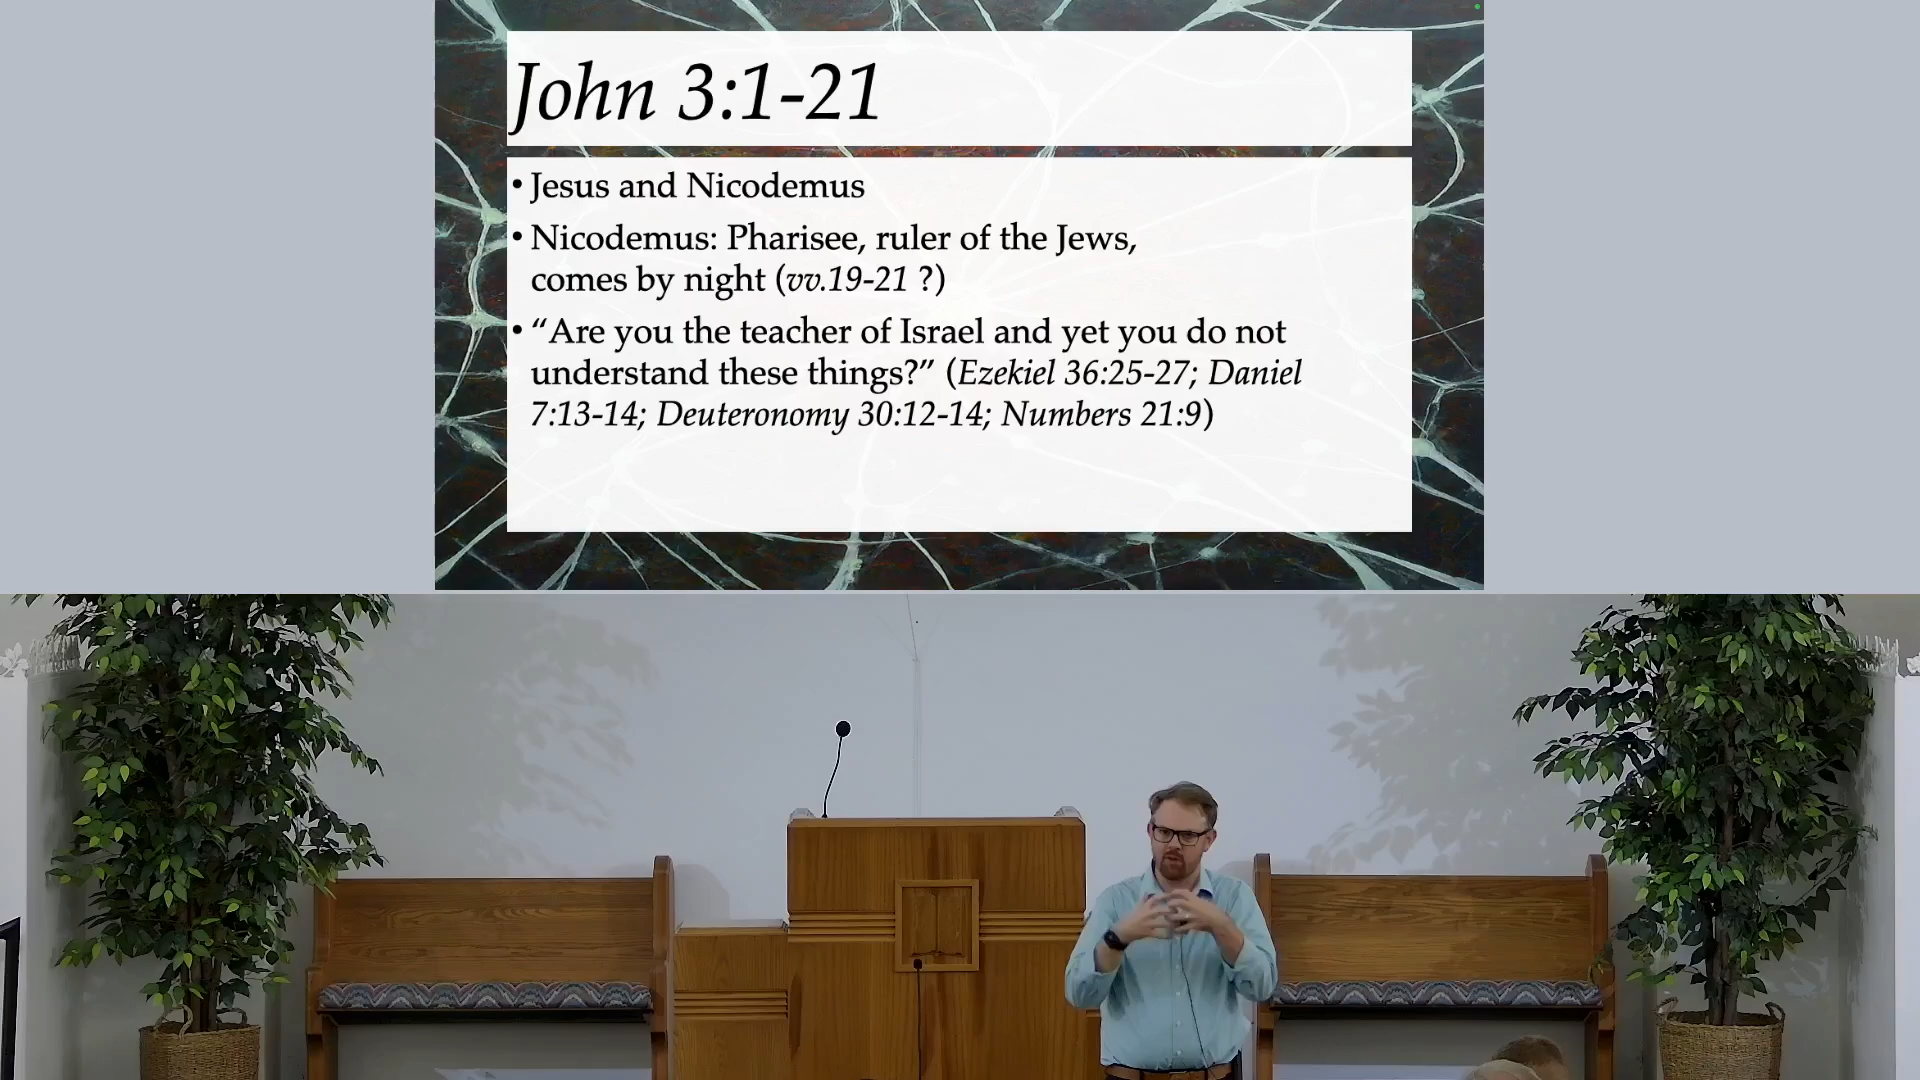 John 3:1-21
• Jesus and Nicodemus
• Nicodemus: Pharisee, ruler of the Jews,
comes by night (vv.19-21 ?)
• “Are you the teacher of Israel and yet you do not
understand these things?” (Ezekiel 36:25-27; Daniel
7:13-14; Deuteronomy 30:12-14; Numbers 21:9)